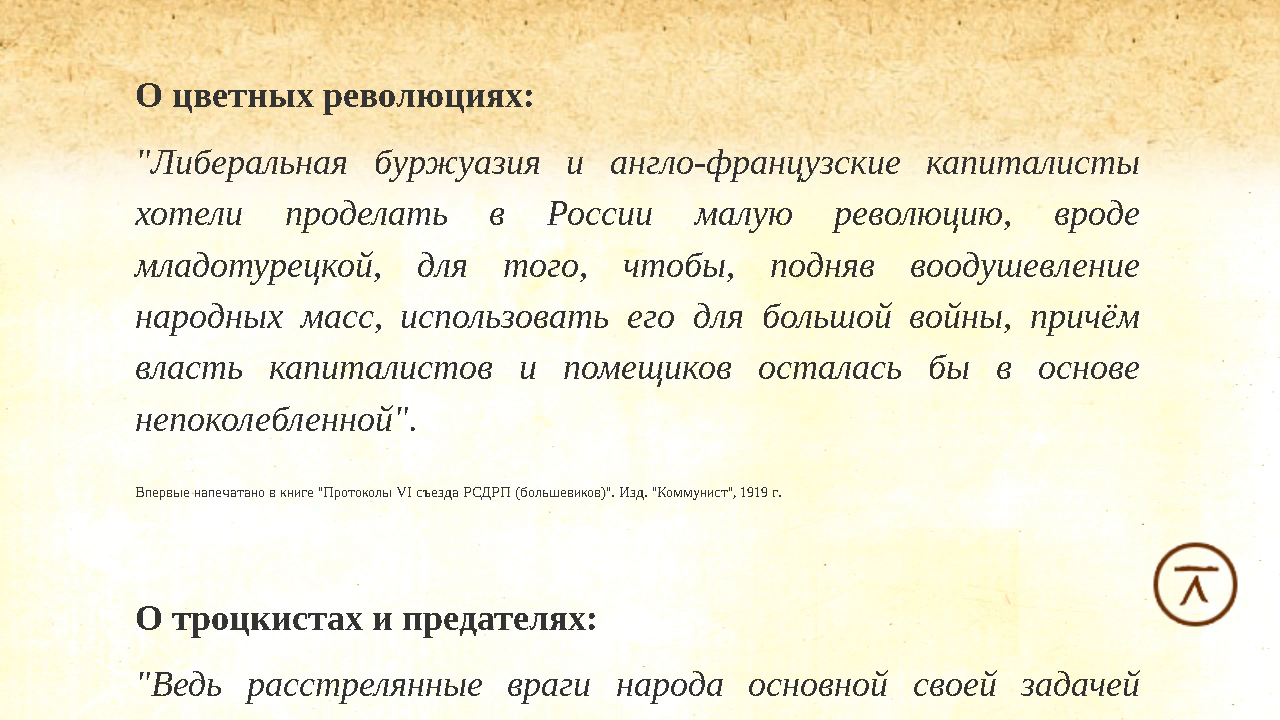 О цветных революциях:
"Либеральная буржуазия и англо-французские капиталисты
хотели проделать в России малую революцию, вроде
младотурецкой, для того, чтобы, подняв воодушевление
народных масс, использовать его для большой войны, причём
власть капиталистов и помещиков осталась бы в основе
непоколебленной".
Впервые напечатано в книге "Протоколы VI съезда РСДРП (большевиков)". Изд. "Коммунист", 1919 г.
О троцкистах и предателях:
"Ведь расстрелянные враги народа основной своей задачей